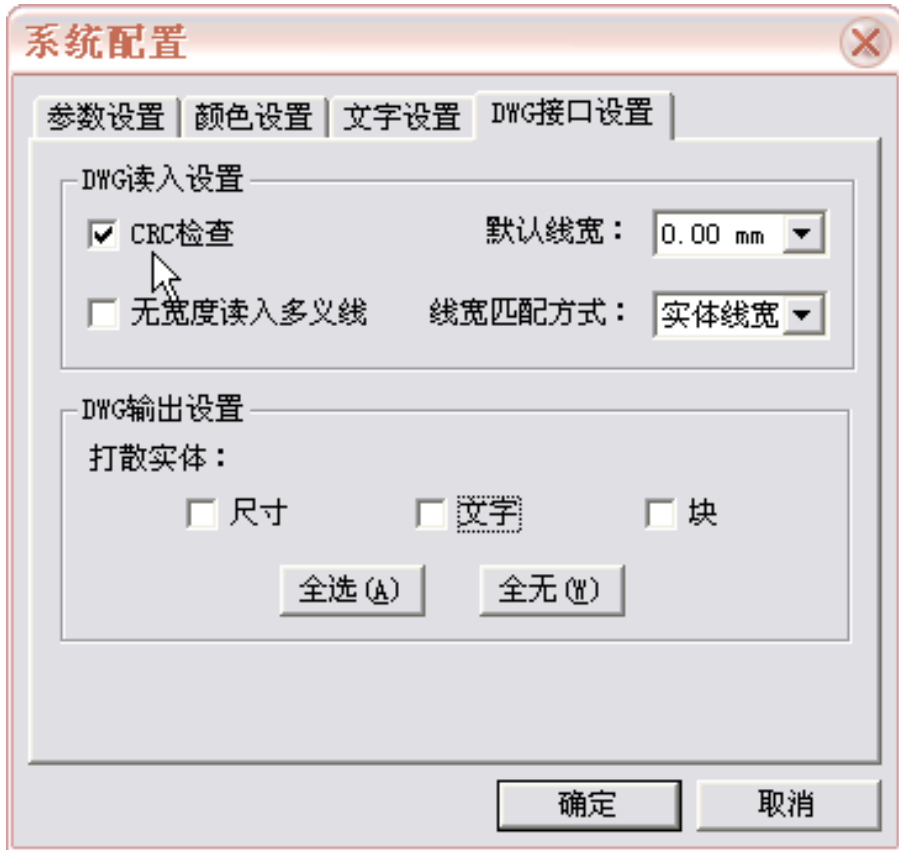 系统配置
参数设置 颜色设置 文字设置 DWG接口设置
DWG读入设置
CRC检查 默认线宽： 0.00 mm
无宽度读入多义线 线宽匹配方式： 实体线宽
DWG输出设置
打散实体：
尺寸 文字 块
全选(A) 全无(W)
确定 取消